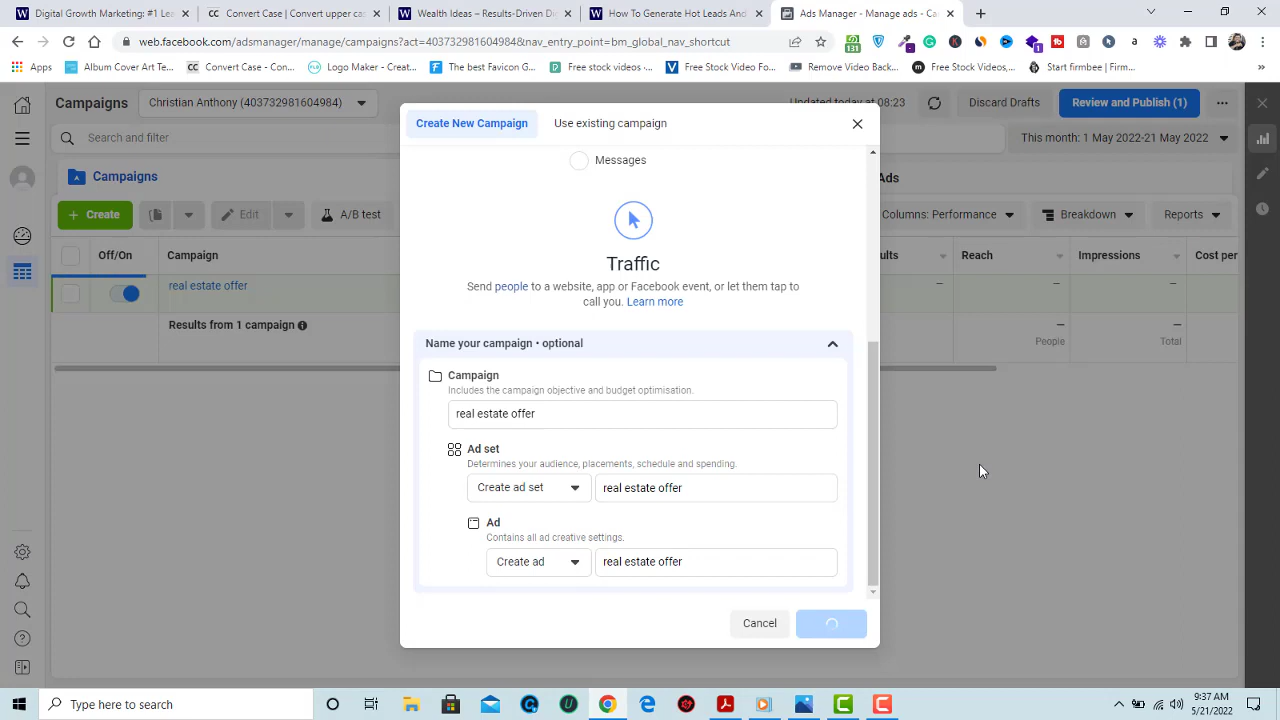 Digital Marketing: #1 Lea
Convert Case | Convert upper c
Wealth Ideas – Results Driven D
How To Generate Hot Leads And
Ads Manager - Manage ads - Ca
web.facebook.com/adsmanager/manage/campaigns?act=403732981604984&nav_entry_point=bm_global_nav_shortcut
131
1
Apps
Album Cover Art -...
CC
Convert Case - Con...
Logo Maker - Creat...
The best Favicon G...
Free stock videos -...
Free Stock Video Fo...
Remove Video Back...
Free Stock Videos,...
Start firmbee | Firm...
»
Campaigns
Christian Anthony (403732981604984)
Updated today at 08:23
Discard Drafts
Review and Publish (1)
Search and filter
This month: 1 May 2022-21 May 2022
Campaigns
Ads
+ Create
Edit
A/B test
Columns: Performance
Breakdown
Reports
Off/On
Campaign
ults
Reach
Impressions
Cost per
real estate offer
Results from 1 campaign
People
Total
Create New Campaign
Use existing campaign
Messages
Traffic
Send people to a website, app or Facebook event, or let them tap to
call you. Learn more
Name your campaign • optional
Campaign
Includes the campaign objective and budget optimisation.
real estate offer
Ad set
Determines your audience, placements, schedule and spending.
Create ad set
real estate offer
Ad
Contains all ad creative settings.
Create ad
real estate offer
Cancel
Type here to search
9:37 AM
5/21/2022